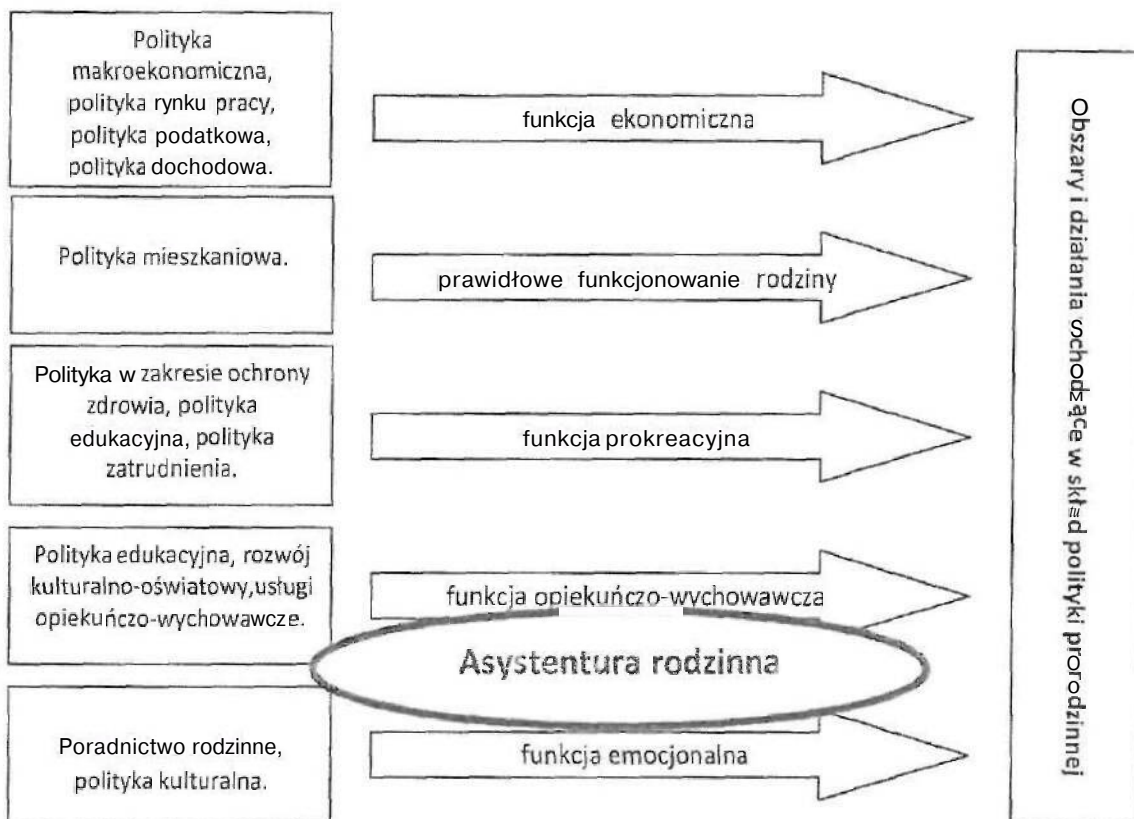 Polityka
makroekonomiczna,
polityka rynku pracy,
polityka podatkowa,
polityka dochodowa.
funkcja ekonomiczna
Polityka mieszkaniowa.
prawidłowe funkcjonowanie rodziny
Polityka w zakresie ochrony
zdrowia, polityka
edukacyjna, polityka
zatrudnienia.
funkcja prokreacyjna
Polityka edukacyjna, rozwój
kulturalno-oświatowy,usługi
opiekuńczo-wychowawcze.
funkcja opiekuńczo-wychowawcza
Asystentura rodzinna
Poradnictwo rodzinne,
polityka kulturalna.
funkcja emocjonalna
Obszary i działania schodzące w skład polityki prorodzinnej